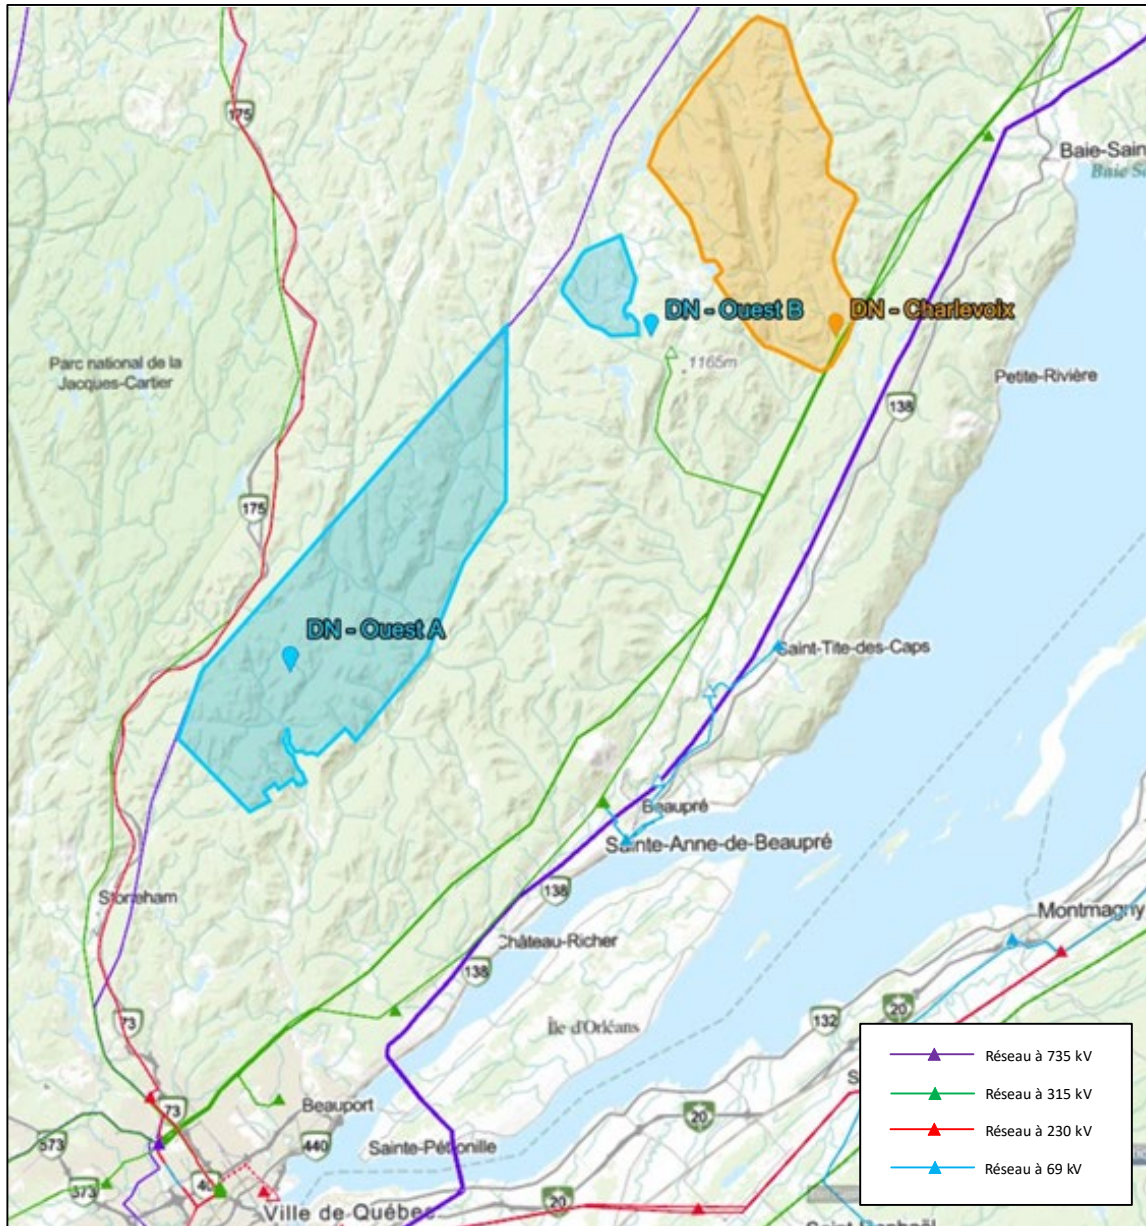 175
Baie-Sain
Baie S
DN - Ouest B
DN - Charlevoix
1165m
Parc national de la
Jacques-Cartier
Petite-Rivière
138
175
DN - Ouest A
Saint-Tite-des-Caps
Beaupré
Sainte-Anne-de-Beaupré
138
Stoneham
Montmagny
Château-Richer
138
20
73
132
Île d'Orléans
Réseau à 735 kV
Réseau à 315 kV
Réseau à 230 kV
Réseau à 69 kV
73
Beauport
20
573
440
Sainte-Pétronille
373
40
20
Ville de Québec
Saint-Raphaël